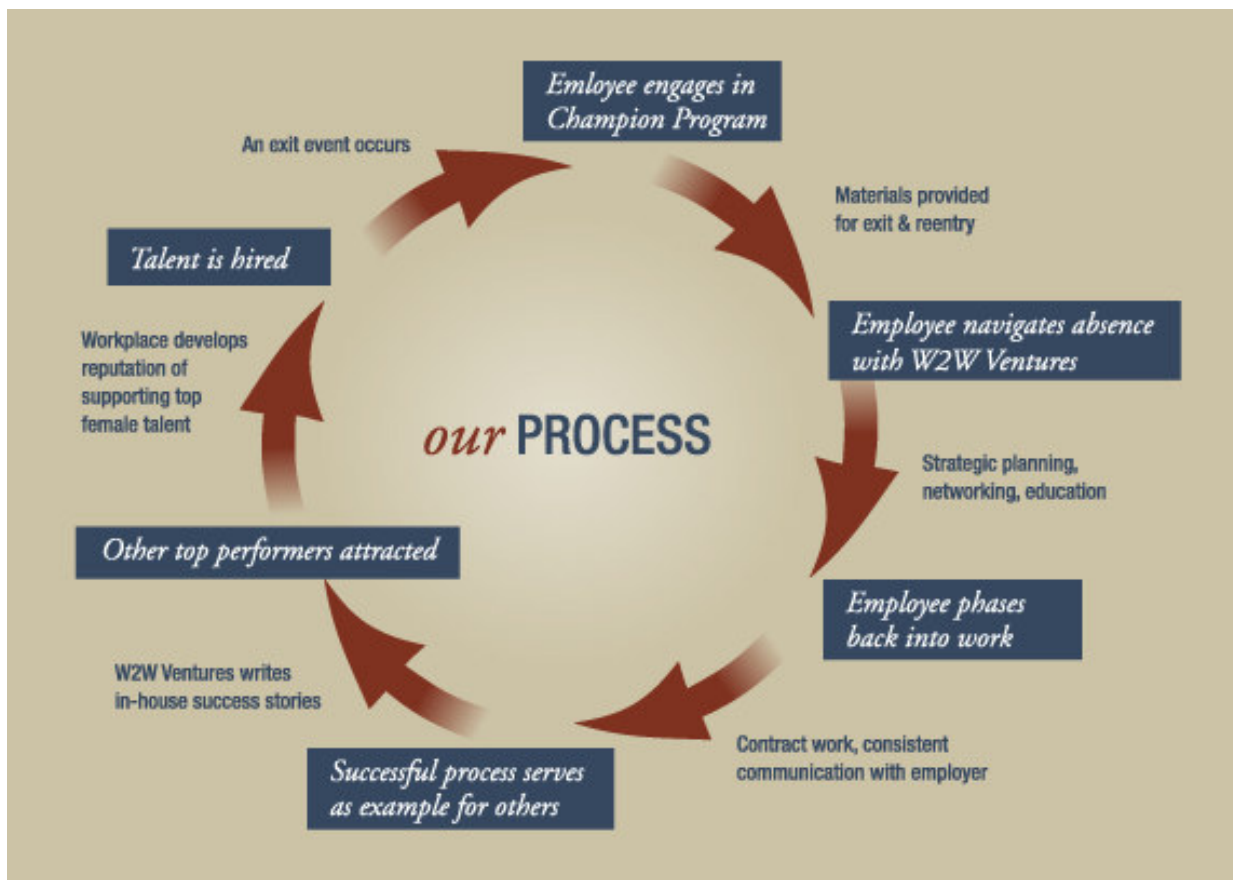 Emloyee engages in
Champion Program
Materials provided
for exit & reentry
Employee navigates absence
with W2W Ventures
Strategic planning,
networking, education
Employee phases
back into work
Contract work, consistent
communication with employer
Successful process serves
as example for others
W2W Ventures writes
in-house success stories
Other top performers attracted
Workplace develops
reputation of
supporting top
female talent
Talent is hired
An exit event occurs
our PROCESS